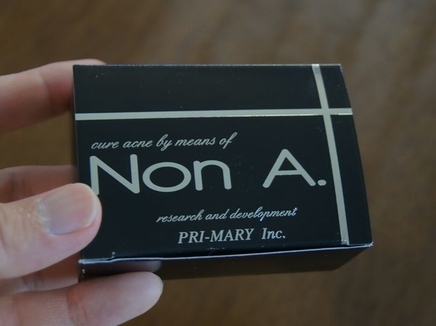 cure acne by means of
Non A.
research and development
PRI-MARY Inc.